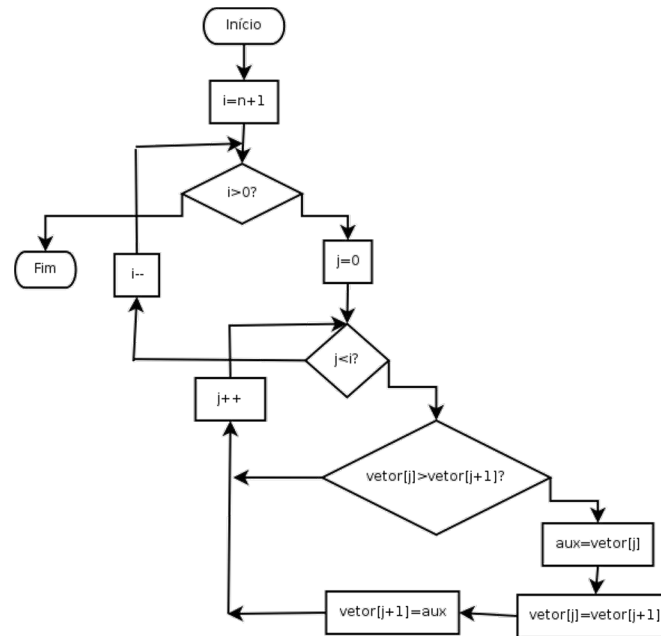 Início
i=n+1
i>0?
Fim
i--
j=0
j<i?
j++
vetor[j]>vetor[j+1]?
aux=vetor[j]
vetor[j+1]=aux
vetor[j]=vetor[j+1]